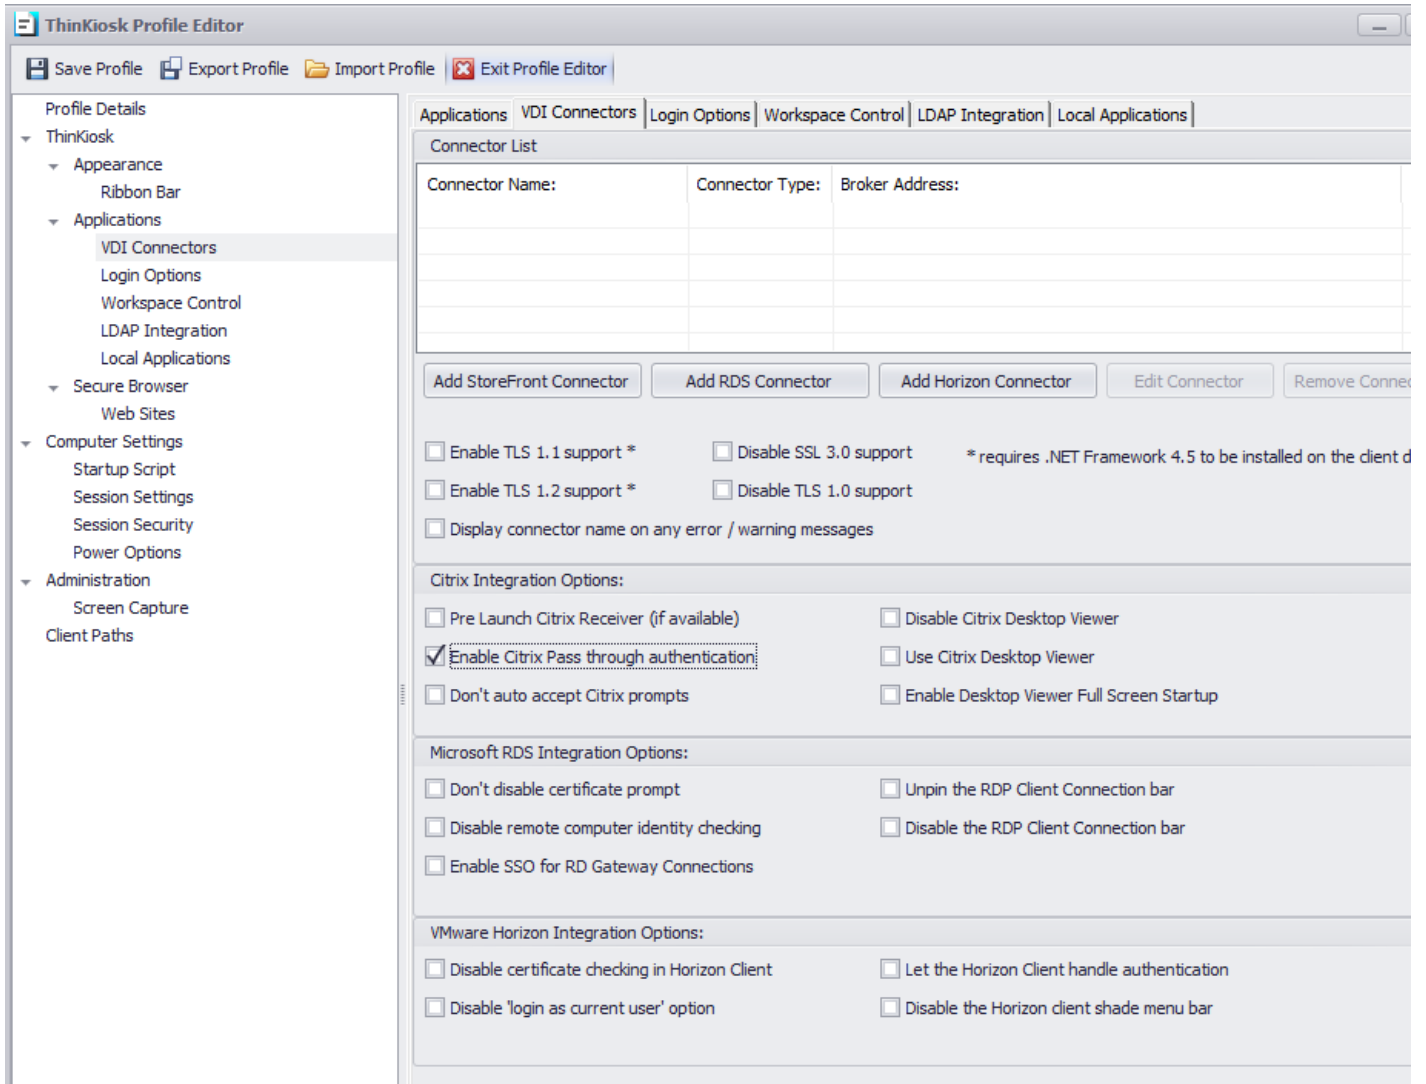 ThinKiosk Profile Editor
Save Profile Export Profile Import Profile Exit Profile Editor
Profile Details
ThinKiosk
Appearance
Ribbon Bar
Applications
VDI Connectors
Login Options
Workspace Control
LDAP Integration
Local Applications
Secure Browser
Web Sites
Computer Settings
Startup Script
Session Settings
Session Security
Power Options
Administration
Screen Capture
Client Paths
Applications VDI Connectors Login Options Workspace Control LDAP Integration Local Applications
Connector List
Connector Name: Connector Type: Broker Address:
Add StoreFront Connector Add RDS Connector Add Horizon Connector Edit Connector Remove Connec
Enable TLS 1.1 support * Disable SSL 3.0 support * requires .NET Framework 4.5 to be installed on the client d
Enable TLS 1.2 support * Disable TLS 1.0 support
Display connector name on any error / warning messages
Citrix Integration Options:
Pre Launch Citrix Receiver (if available) Disable Citrix Desktop Viewer
Enable Citrix Pass through authentication Use Citrix Desktop Viewer
Don't auto accept Citrix prompts Enable Desktop Viewer Full Screen Startup
Microsoft RDS Integration Options:
Don't disable certificate prompt Unpin the RDP Client Connection bar
Disable remote computer identity checking Disable the RDP Client Connection bar
Enable SSO for RD Gateway Connections
VMware Horizon Integration Options:
Disable certificate checking in Horizon Client Let the Horizon Client handle authentication
Disable 'login as current user' option Disable the Horizon client shade menu bar